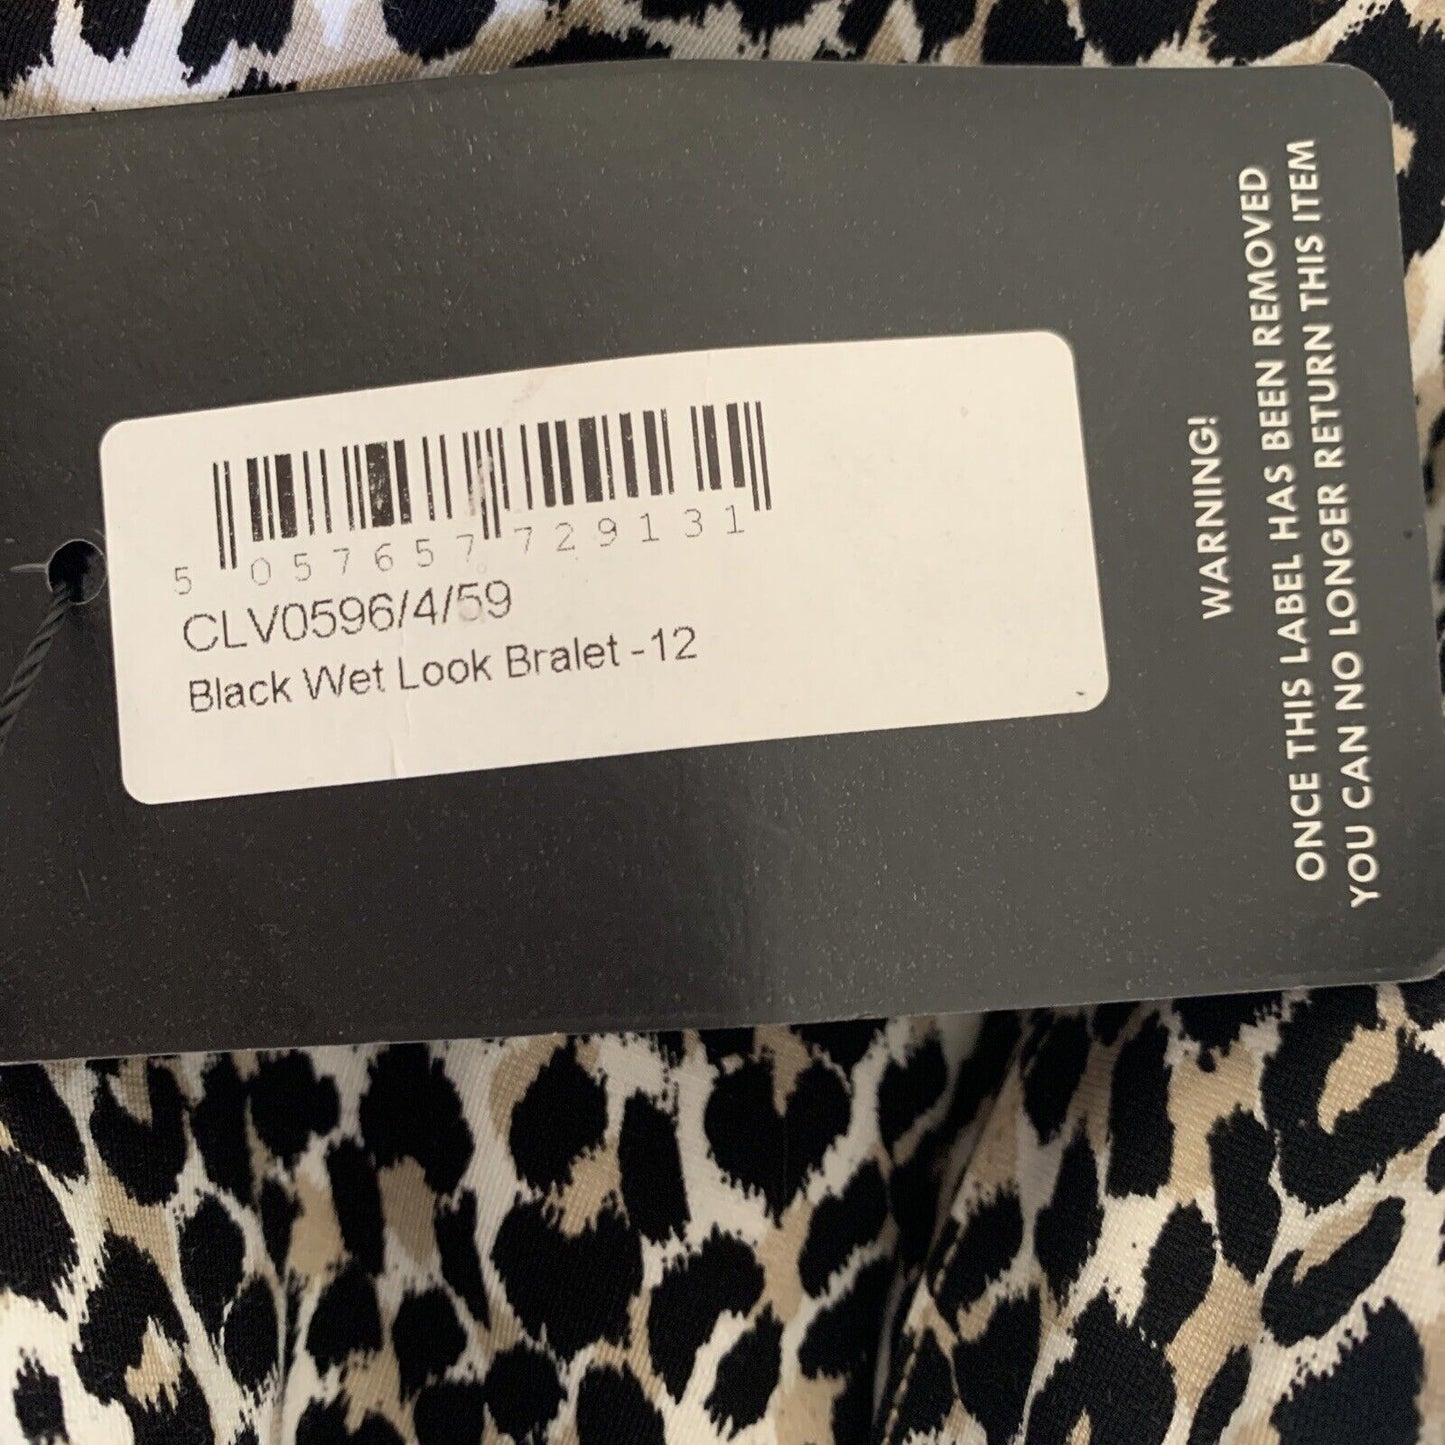 5 057657 729131
CLV0596/4/59
Black Wet Look Bralet -12
WARNING!
ONCE THIS LABEL HAS BEEN REMOVED
YOU CAN NO LONGER RETURN THIS ITEM